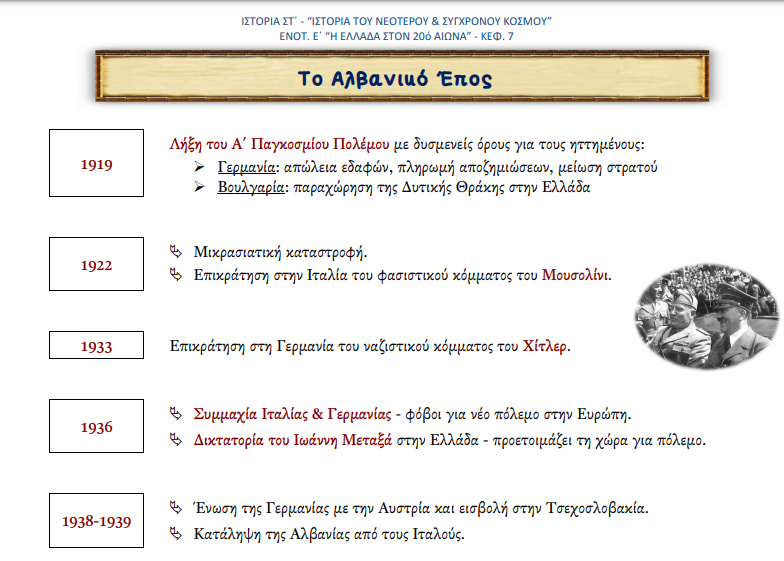 ΙΣΤΟΡΙΑ ΣΤ΄ - “ΙΣΤΟΡΙΑ ΤΟΥ ΝΕΟΤΕΡΟΥ & ΣΥΓΧΡΟΝΟΥ ΚΟΣΜΟΥ”
ΕΝΟΤ. Ε΄ “Η ΕΛΛΑΔΑ ΣΤΟΝ 20ό ΑΙΩΝΑ” - ΚΕΦ. 7
Το Αλβανικό Έπος
1919
Λήξη του Α΄ Παγκοσμίου Πολέμου με δυσμενείς όρους για τους ηττημένους:
➢ Γερμανία: απώλεια εδαφών, πληρωμή αποζημιώσεων, μείωση στρατού
➢ Βουλγαρία: παραχώρηση της Δυτικής Θράκης στην Ελλάδα
1922
Μικρασιατική καταστροφή.
Επικράτηση στην Ιταλία του φασιστικού κόμματος του Μουσολίνι.
1933
Επικράτηση στη Γερμανία του ναζιστικού κόμματος του Χίτλερ.
1936
Συμμαχία Ιταλίας & Γερμανίας - φόβοι για νέο πόλεμο στην Ευρώπη.
Δικτατορία του Ιωάννη Μεταξά στην Ελλάδα - προετοιμάζει τη χώρα για πόλεμο.
1938-1939
Ένωση της Γερμανίας με την Αυστρία και εισβολή στην Τσεχοσλοβακία.
Κατάληψη της Αλβανίας από τους Ιταλούς.